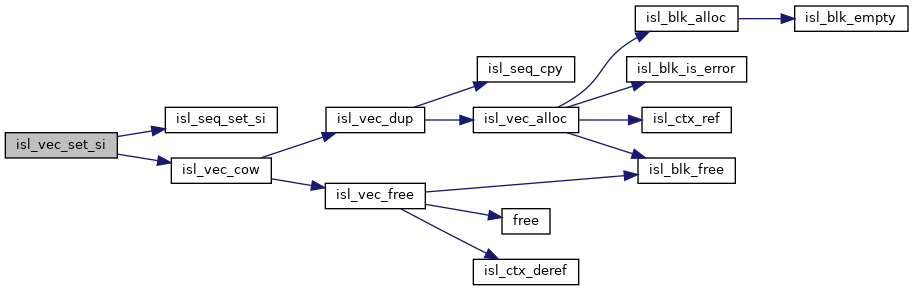 isl_blk_alloc
isl_blk_empty
isl_seq_cpy
isl_blk_is_error
isl_seq_set_si
isl_vec_dup
isl_vec_alloc
isl_ctx_ref
isl_vec_set_si
isl_vec_cow
isl_blk_free
isl_vec_free
free
isl_ctx_deref